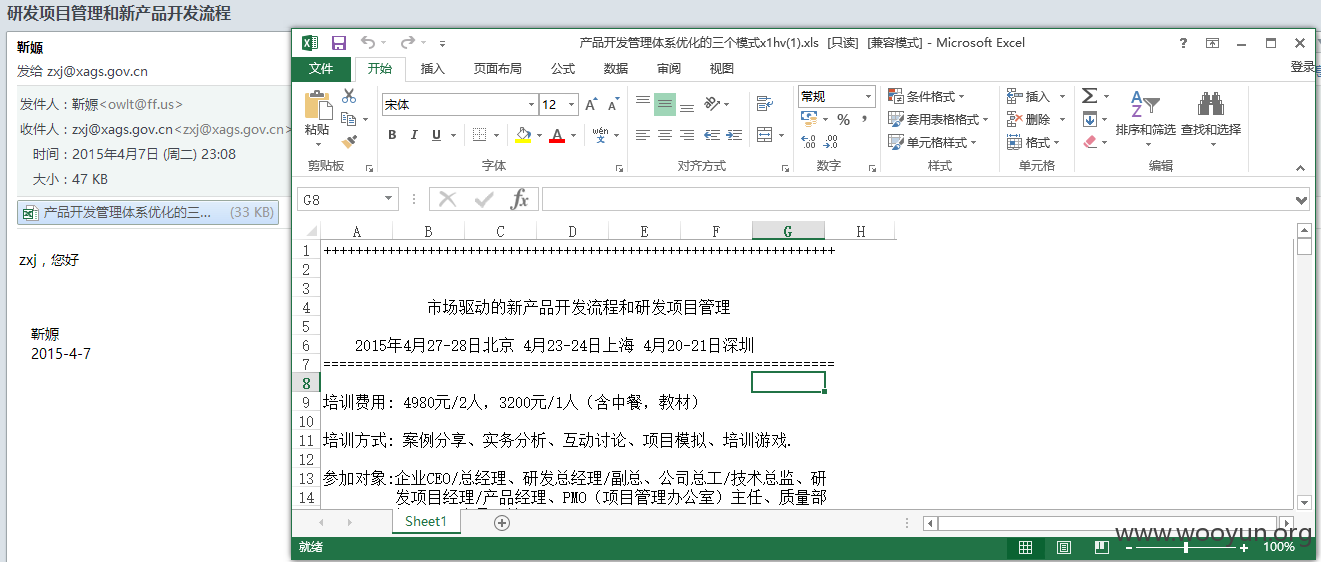 研发项目管理和新产品开发流程
靳嫄
发给 zxj@xags.gov.cn
发件人：靳嫄<owlt@ff.us>
收件人：zxj@xags.gov.cn<zxj@xags.gov.cn>
时间：2015年4月7日 (周二) 23:08
大小：47 KB
产品开发管理体系优化的三... (33 KB)
zxj，您好
靳嫄
2015-4-7
产品开发管理体系优化的三个模式x1hv(1).xls [只读] [兼容模式] - Microsoft Excel
文件 开始 插入 页面布局 公式 数据 审阅 视图 登录
宋体 12 常规 条件格式 插入
粘贴 B I U wén 文 A % 套用表格格式 删除 排序和筛选 查找和选择
单元格样式 格式
剪贴板 字体 对齐方式 数字 样式 单元格 编辑
G8 fx
A B C D E F G H
1 ++++++++++++++++++++++++++++++++++++++++++++++++++++++++++++++++
2
3
4 市场驱动的新产品开发流程和研发项目管理
5
6 2015年4月27-28日北京 4月23-24日上海 4月20-21日深圳
7 ================================================================
8
9 培训费用: 4980元/2人，3200元/1人（含中餐，教材）
10
11 培训方式: 案例分享、实务分析、互动讨论、项目模拟、培训游戏.
12
13 参加对象:企业CEO/总经理、研发总经理/副总、公司总工/技术总监、研
14 发项目经理/产品经理、PMO（项目管理办公室）主任、质量部
Sheet1
就绪 100%
www.wooyun.org